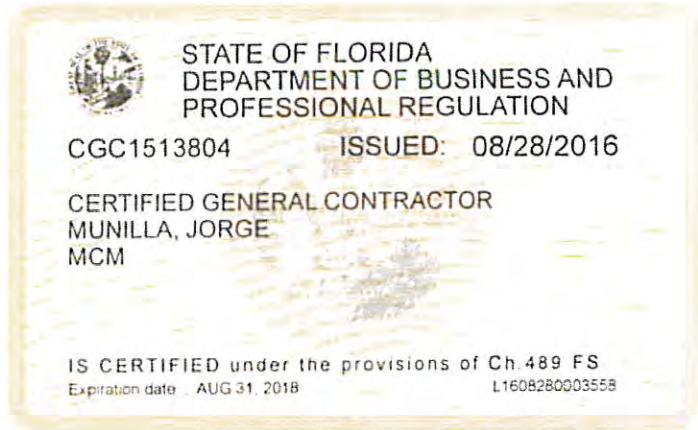 STATE OF FLORIDA
DEPARTMENT OF BUSINESS AND
PROFESSIONAL REGULATION
CGC1513804 ISSUED: 08/28/2016
CERTIFIED GENERAL CONTRACTOR
MUNILLA, JORGE
MCM
IS CERTIFIED under the provisions of Ch.489 FS
Expiration date : AUG 31, 2018 L1608280003558